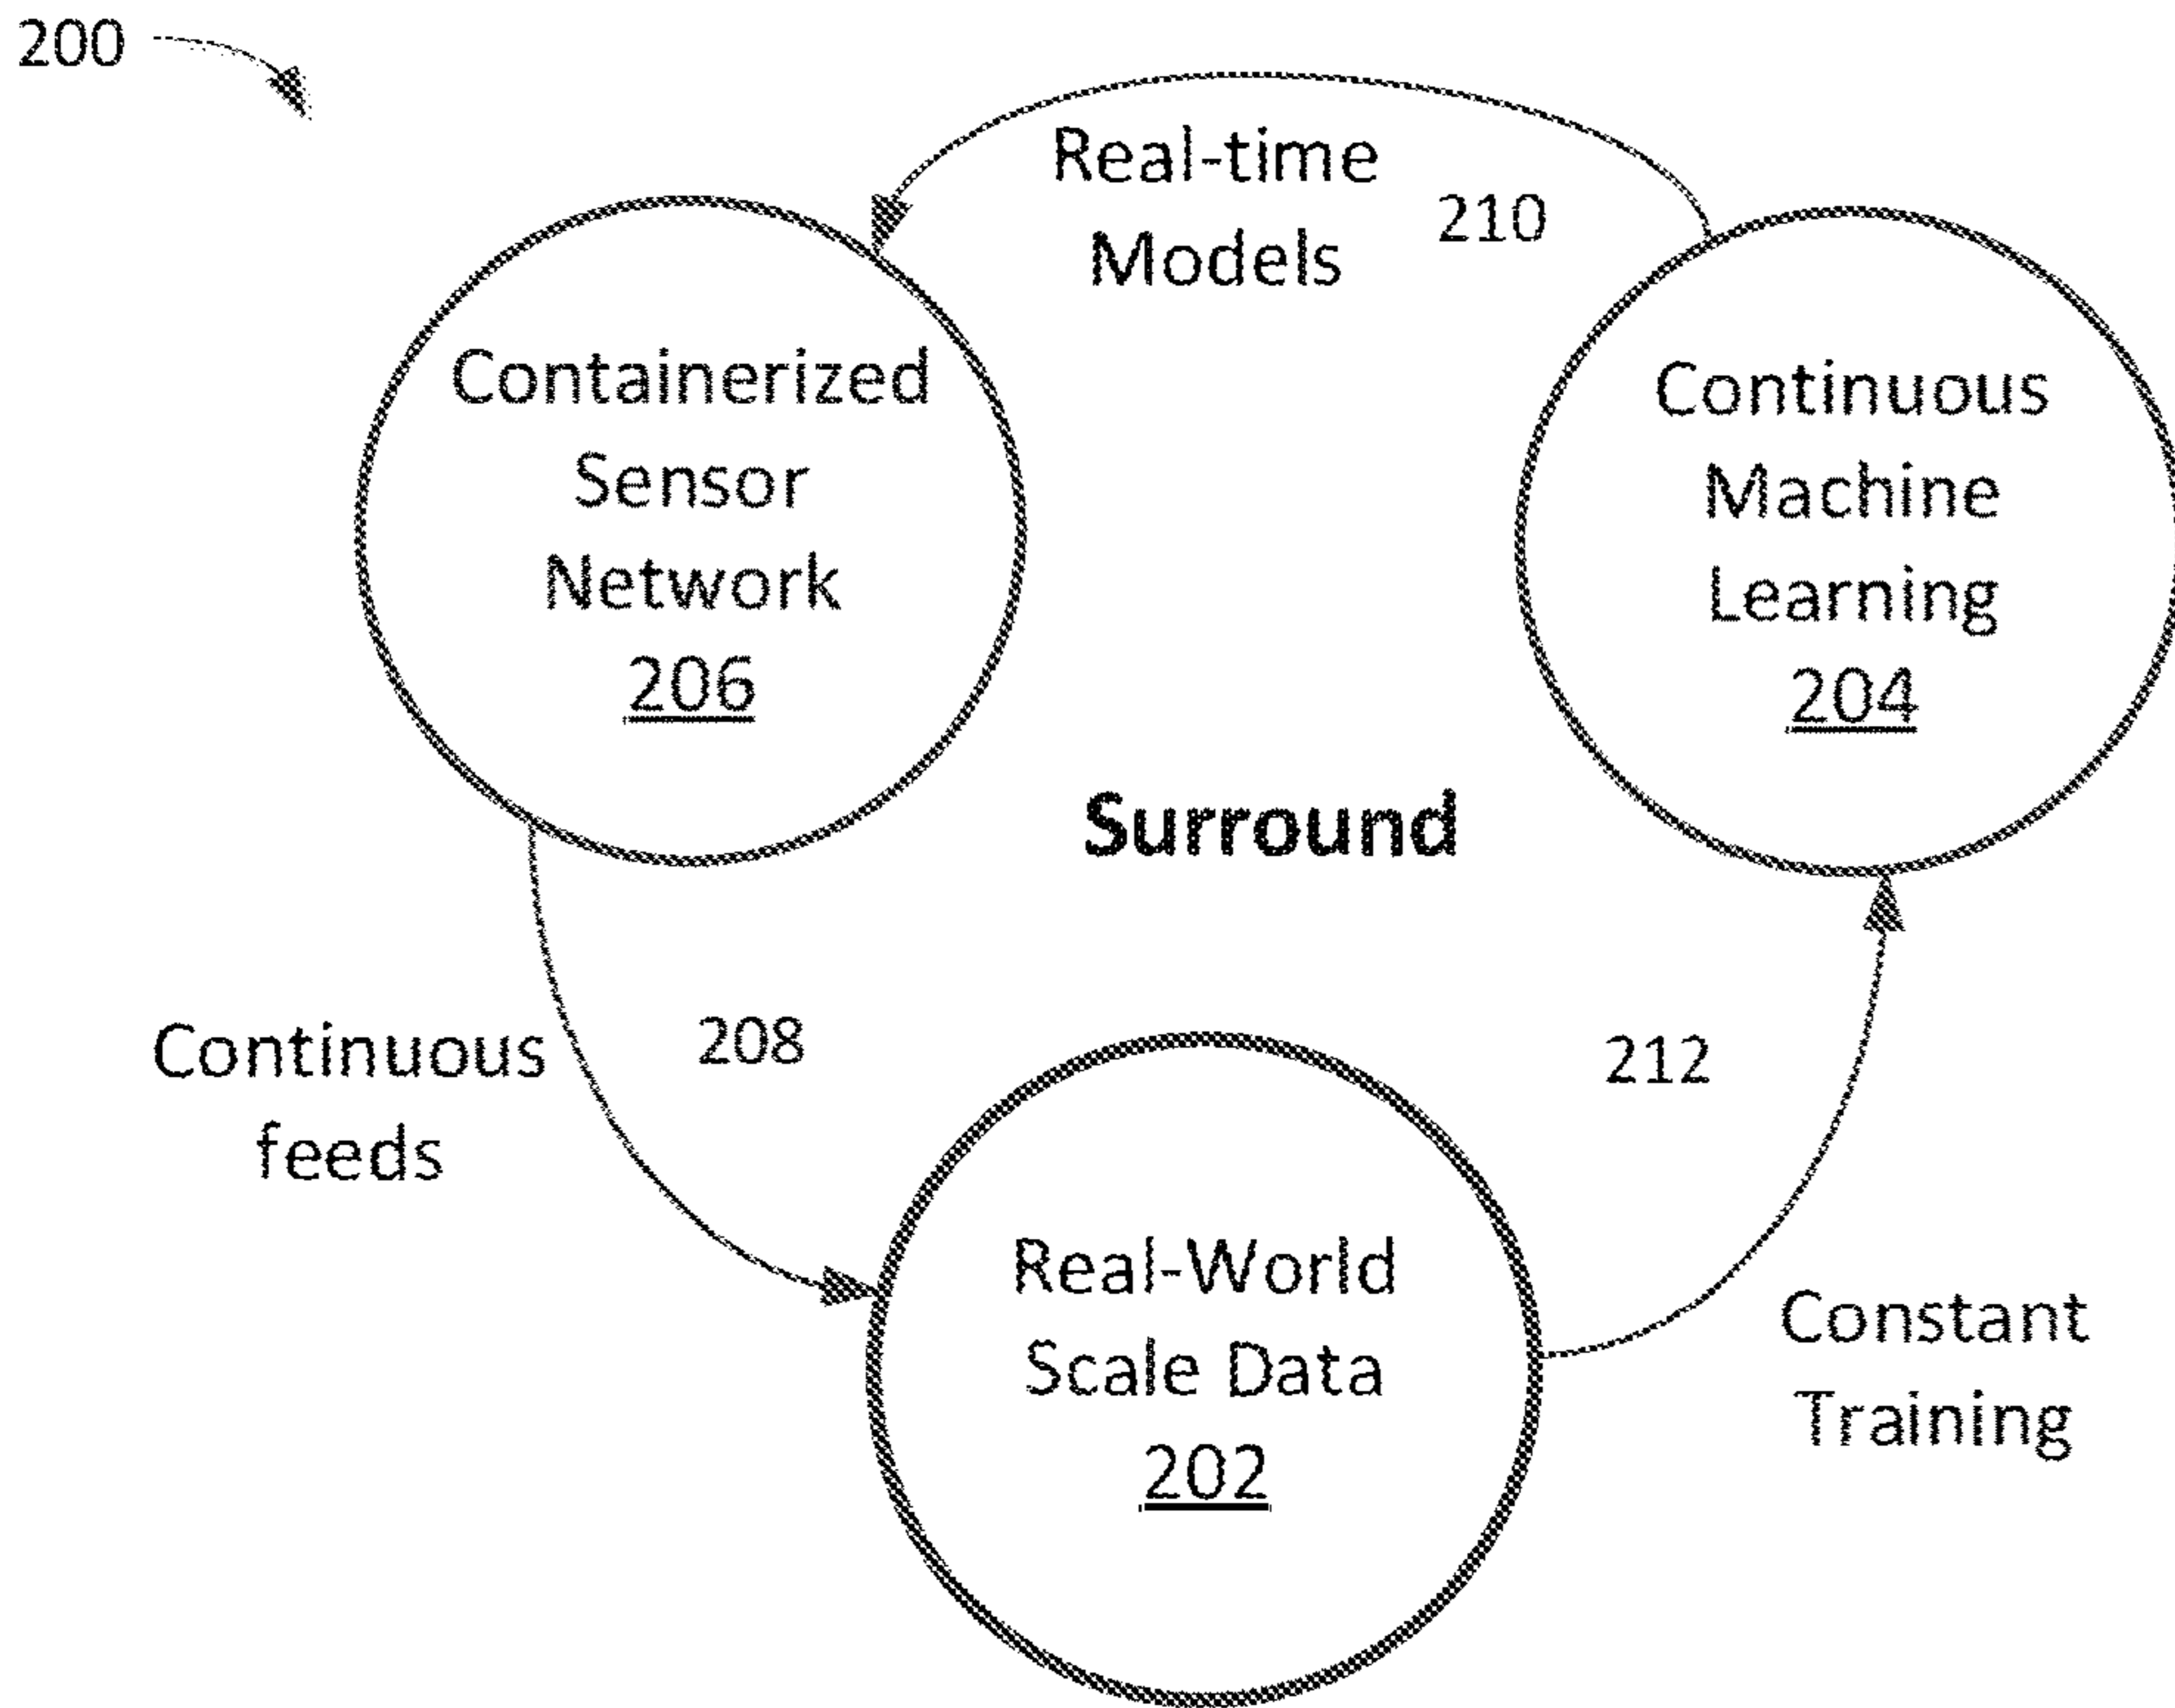 200
Real-time
Models
210
Containerized
Sensor
Network
206
Continuous
Machine
Learning
204
Surround
Continuous
feeds
208
212
Real-World
Scale Data
202
Constant
Training